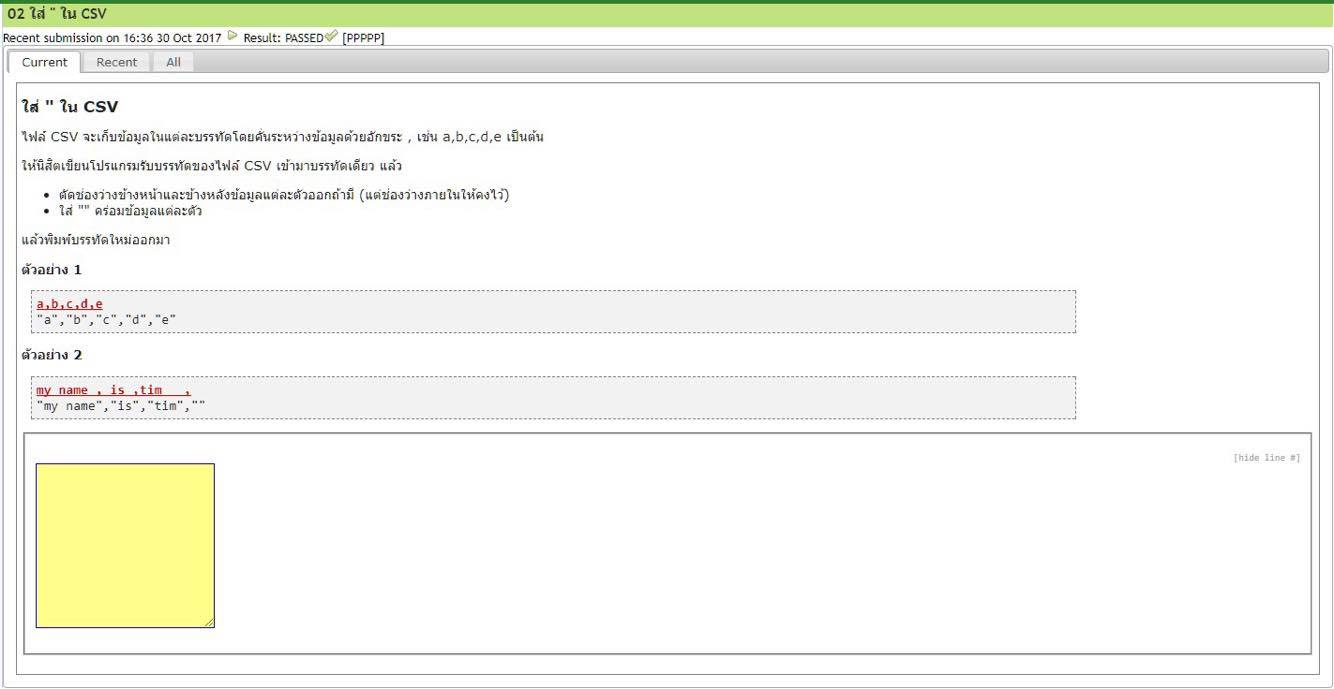 02 ใส่ " ใน CSV
Recent submission on 16:36 30 Oct 2017 Result: PASSED [PPPPP]
Current Recent All
ใส่ " ใน CSV
ไฟล์ CSV จะเก็บข้อมูลในแต่ละบรรทัดโดยคั่นระหว่างข้อมูลด้วยอักขระ , เช่น a,b,c,d,e เป็นต้น
ให้นิสิตเขียนโปรแกรมรับบรรทัดของไฟล์ CSV เข้ามาบรรทัดเดียว แล้ว
• ตัดช่องว่างข้างหน้าและข้างหลังข้อมูลแต่ละตัวออกถ้ามี (แต่ช่องว่างภายในให้คงไว้)
• ใส่ "" คร่อมข้อมูลแต่ละตัว
แล้วพิมพ์บรรทัดใหม่ออกมา
ตัวอย่าง 1
a,b,c,d,e
"a","b","c","d","e"
ตัวอย่าง 2
my name , is ,tim   ,
"my name","is","tim",""
[hide line #]